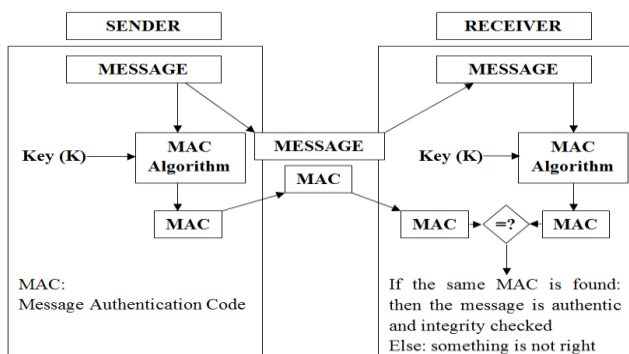 SENDER
RECEIVER
MESSAGE
MESSAGE
Key (K)
MAC
Algorithm
MESSAGE
Key (K)
MAC
Algorithm
MAC
MAC
MAC
=?
MAC
MAC:
Message Authentication Code
If the same MAC is found:
then the message is authentic
and integrity checked
Else: something is not right